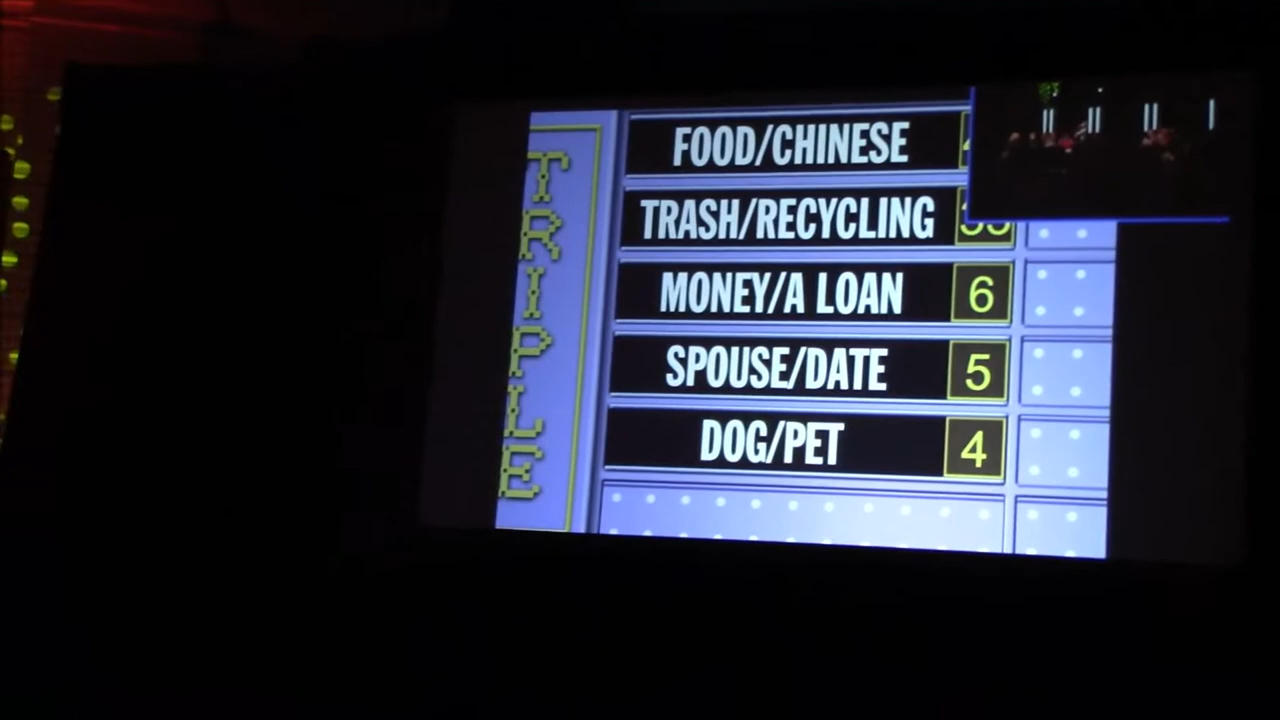 TRIPLE
FOOD/CHINESE
TRASH/RECYCLING
MONEY/A LOAN 6
SPOUSE/DATE 5
DOG/PET 4